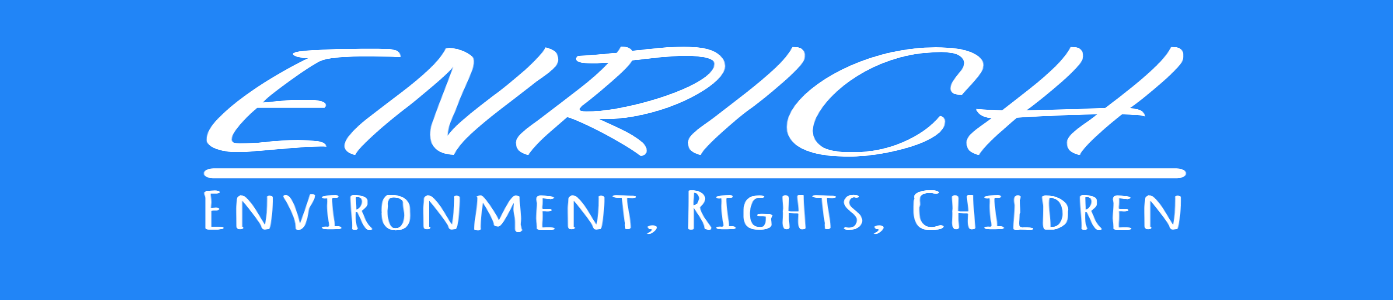 ENRICH
ENVIRONMENT, RIGHTS, CHILDREN